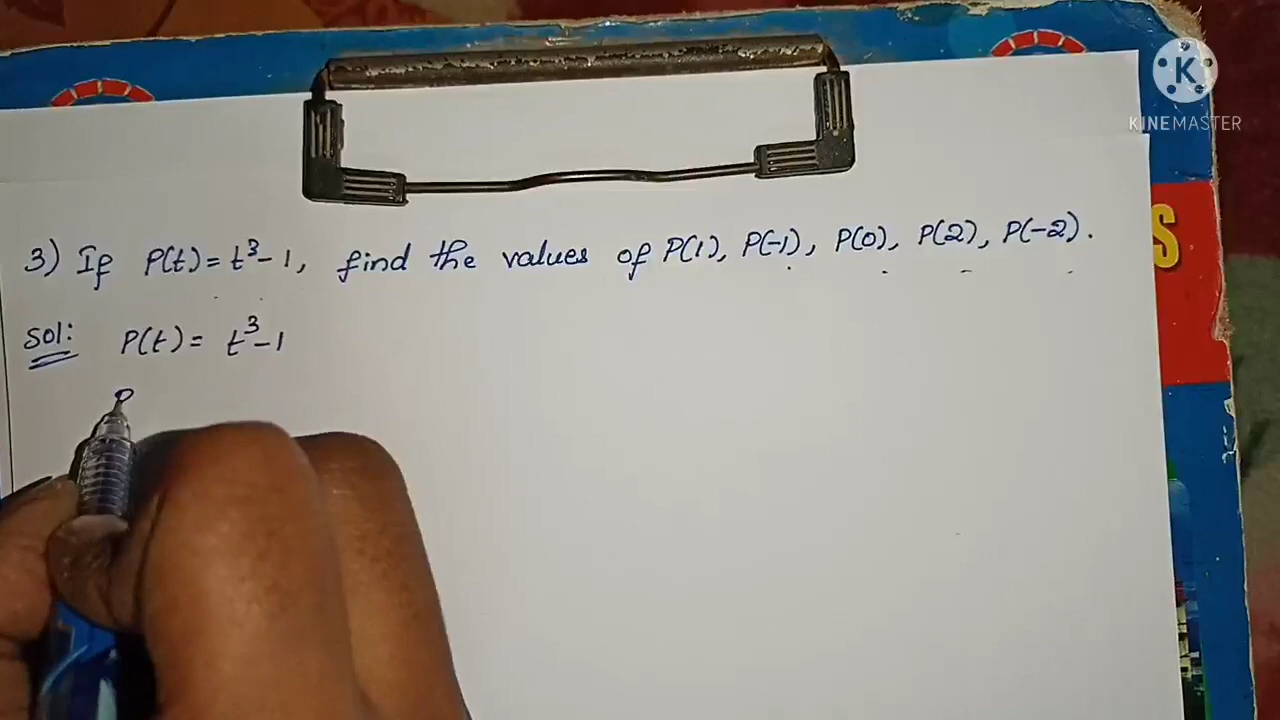 K
KINEMASTER
S
3) If P(t) = t³-1, find the values of P(1), P(-1), P(0), P(2), P(-2).
Sol: P(t) = t³-1
P